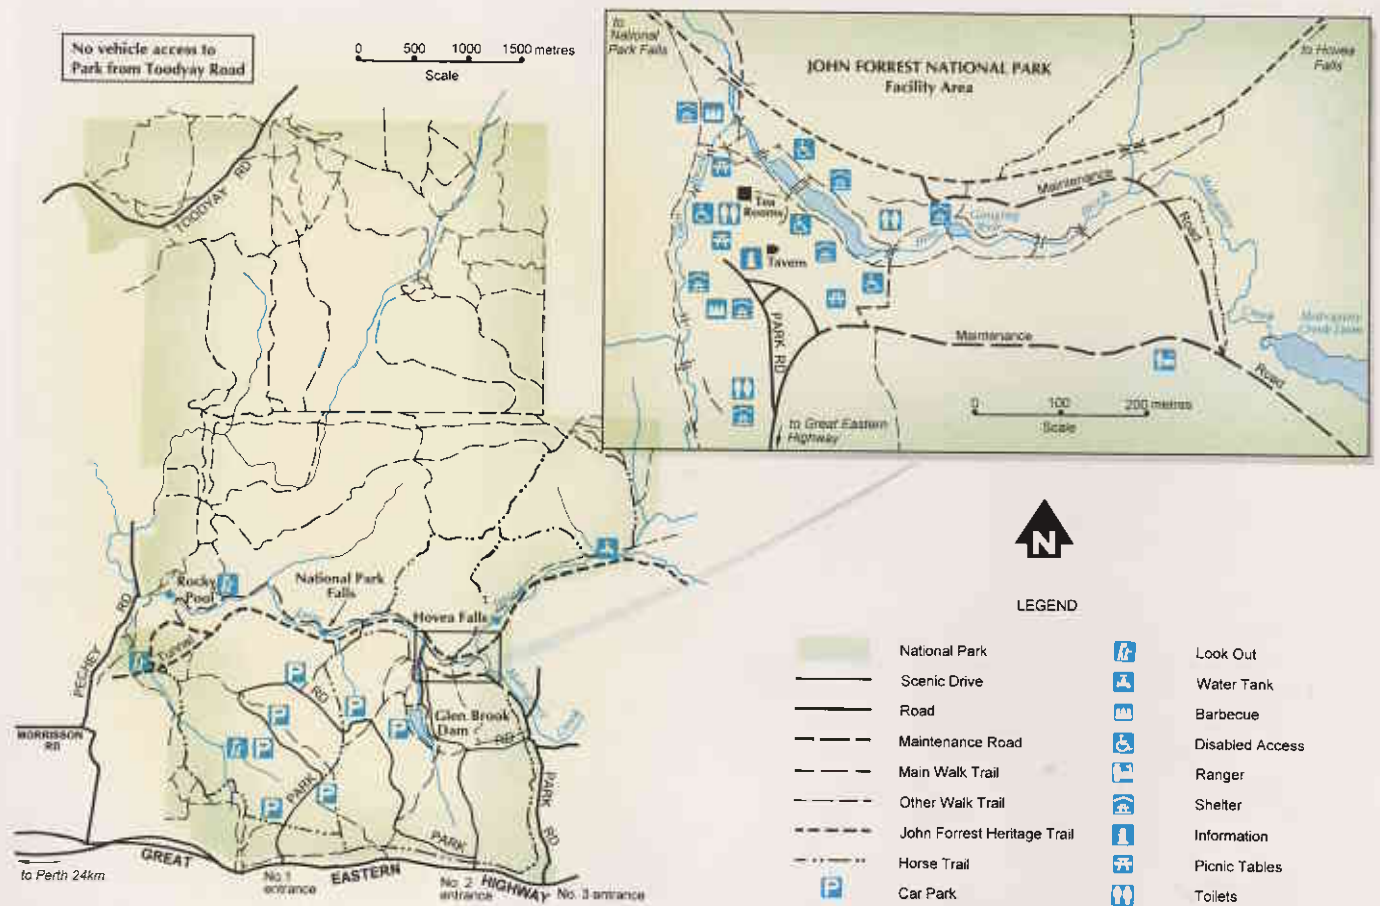 No vehicle access to
Park from Toodyay Road
0 500 1000 1500 metres
Scale
TOODYAY RD
Rocky
Pool
National Park
Falls
Hovea Falls
Tunnel
PECHEY RD
MORRISSON
RD
RD
Glen Brook
Dam
RD
PARK
PARK
PARK RD
GREAT EASTERN HIGHWAY
to Perth 24km
No. 1
entrance
No. 2
entrance
No. 3 entrance
P
P
P
P
P
P
P
to
National
Park Falls
JOHN FORREST NATIONAL PARK
Facility Area
to Hovea
Falls
Tea
Rooms
Tavern
PARK RD
Maintenance
Road
Maintenance
Road
Mahogany
Creek
Mahogany
Creek Dam
0 100 200 metres
Scale
to Great Eastern
Highway
N
LEGEND
National Park
Scenic Drive
Road
Maintenance Road
Main Walk Trail
Other Walk Trail
John Forrest Heritage Trail
Horse Trail
P Car Park
Look Out
Water Tank
Barbecue
Disabled Access
Ranger
Shelter
Information
Picnic Tables
Toilets